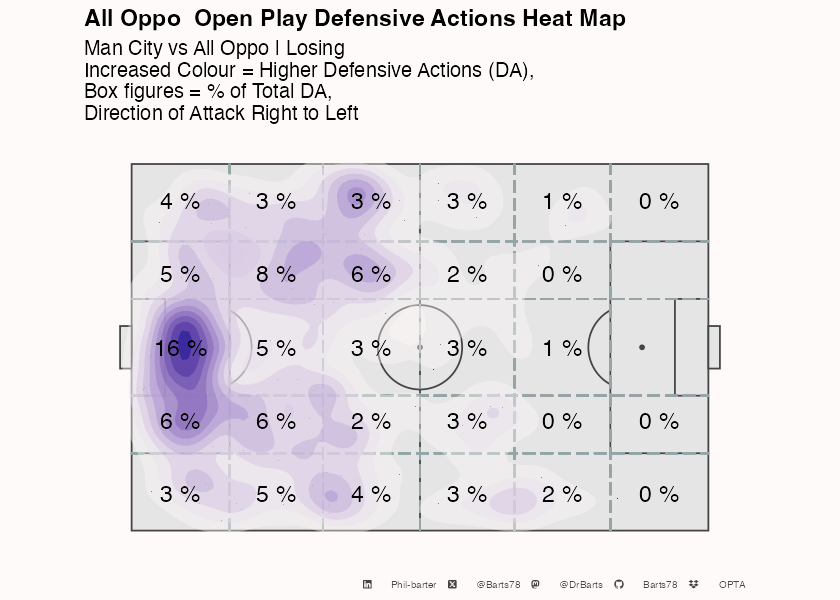 All Oppo  Open Play Defensive Actions Heat Map
Man City vs All Oppo | Losing
Increased Colour = Higher Defensive Actions (DA),
Box figures = % of Total DA,
Direction of Attack Right to Left
4 % 3 % 3 % 3 % 1 % 0 %
5 % 8 % 6 % 2 % 0 %
16 % 5 % 3 % 3 % 1 %
6 % 6 % 2 % 3 % 0 % 0 %
3 % 5 % 4 % 3 % 2 % 0 %
Phil-barter @Barts78 @DrBarts Barts78 OPTA